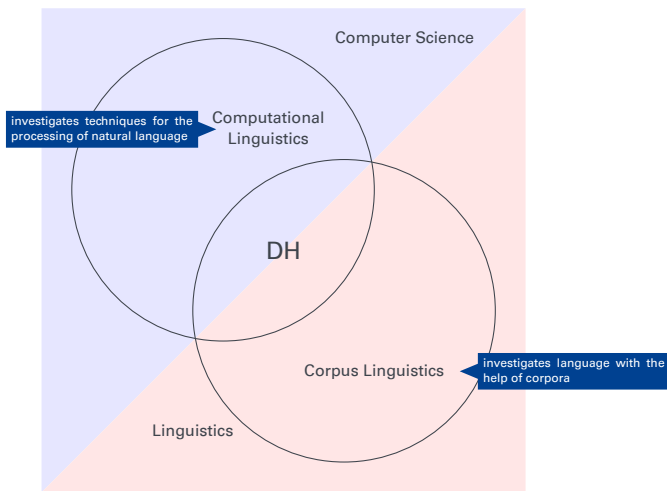 Computer Science
investigates techniques for the
processing of natural language
Computational
Linguistics
DH
Corpus Linguistics
investigates language with the
help of corpora
Linguistics